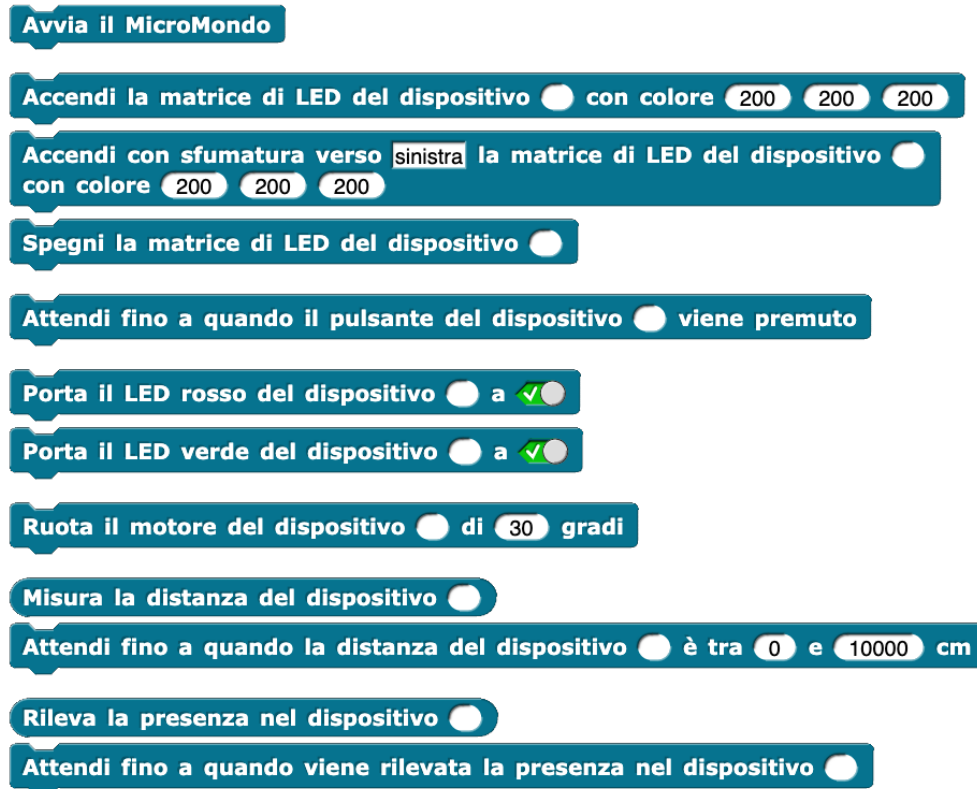 Avvia il MicroMondo
Accendi la matrice di LED del dispositivo con colore 200 200 200
Accendi con sfumatura verso sinistra la matrice di LED del dispositivo
con colore 200 200 200
Spegni la matrice di LED del dispositivo
Attendi fino a quando il pulsante del dispositivo viene premuto
Porta il LED rosso del dispositivo a
Porta il LED verde del dispositivo a
Ruota il motore del dispositivo di 30 gradi
Misura la distanza del dispositivo
Attendi fino a quando la distanza del dispositivo è tra 0 e 10000 cm
Rileva la presenza nel dispositivo
Attendi fino a quando viene rilevata la presenza nel dispositivo